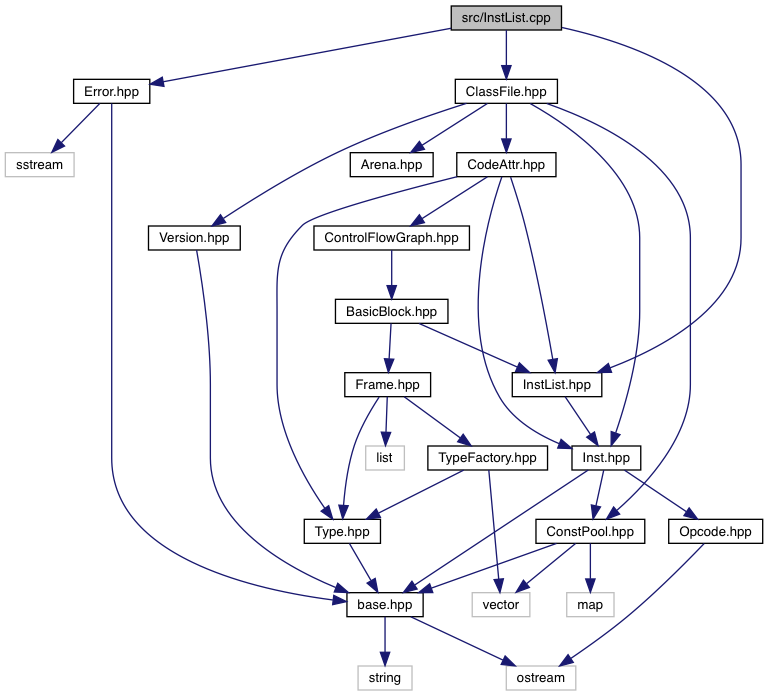 src/InstList.cpp
Error.hpp
ClassFile.hpp
sstream
Arena.hpp
CodeAttr.hpp
Version.hpp
ControlFlowGraph.hpp
BasicBlock.hpp
Frame.hpp
InstList.hpp
list
TypeFactory.hpp
Inst.hpp
Type.hpp
ConstPool.hpp
Opcode.hpp
base.hpp
vector
map
string
ostream